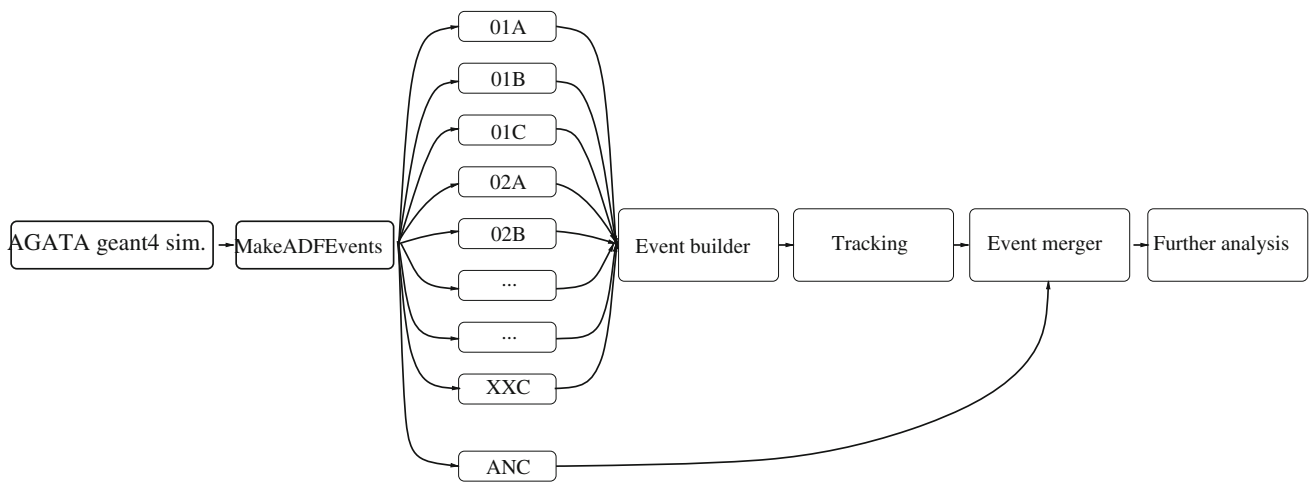 01A
01B
01C
02A
02B
...
...
XXC
ANC
AGATA geant4 sim.
MakeADFEvents
Event builder
Tracking
Event merger
Further analysis